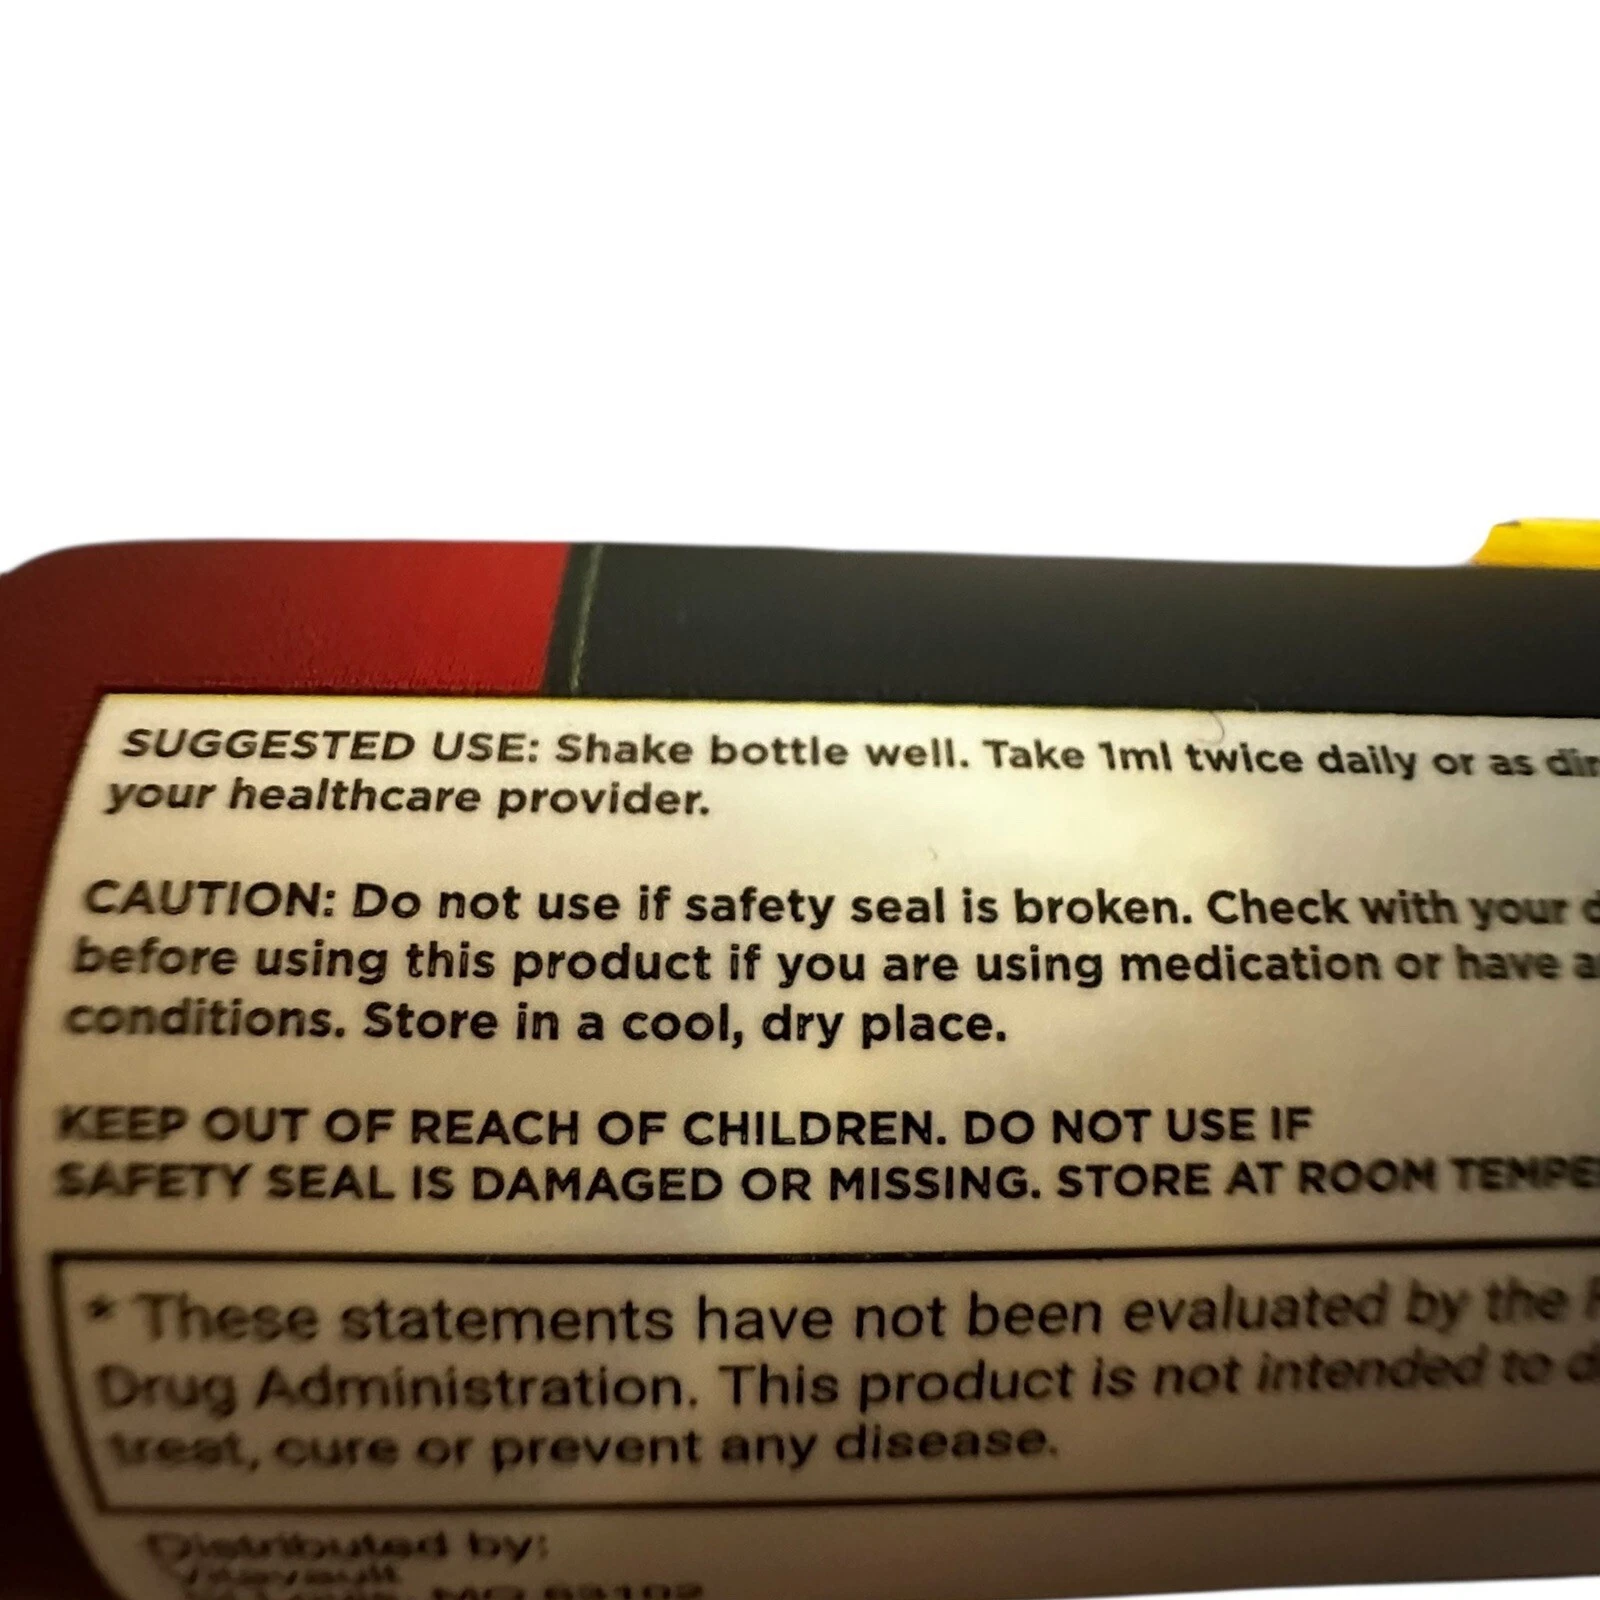 SUGGESTED USE: Shake bottle well. Take 1ml twice daily or as dir
your healthcare provider.
CAUTION: Do not use if safety seal is broken. Check with your d
before using this product if you are using medication or have a
conditions. Store in a cool, dry place.
KEEP OUT OF REACH OF CHILDREN. DO NOT USE IF
SAFETY SEAL IS DAMAGED OR MISSING. STORE AT ROOM TEMPE
* These statements have not been evaluated by the F
Drug Administration. This product is not intended to d
treat, cure or prevent any disease.
Distributed by:
MO 63102